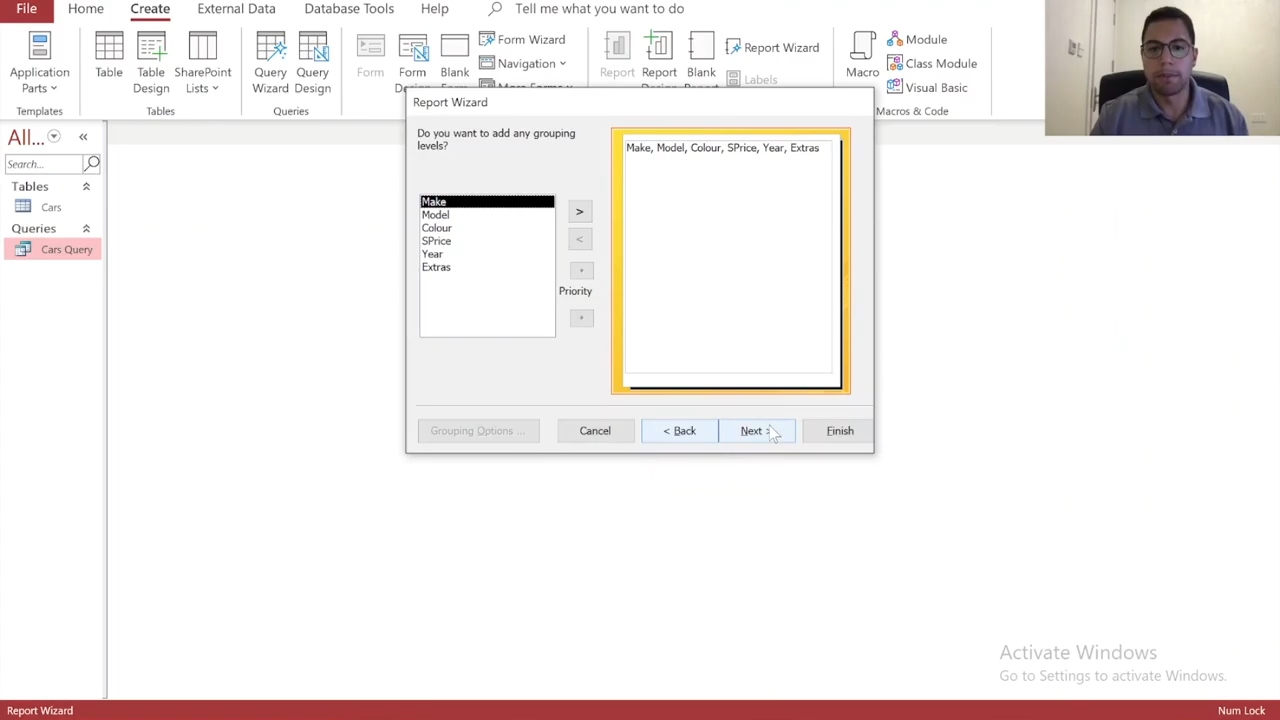 File Home Create External Data Database Tools Help Tell me what you want to do
Application Parts
Table
Table Design
SharePoint Lists
Query Wizard
Query Design
Form
Form
Blank
Form Wizard
Navigation
Report
Report
Blank
Report Wizard
Labels
Macro
Module
Class Module
Visual Basic
Templates Tables Queries Macros & Code
Report Wizard
Do you want to add any grouping
levels?
Make
Model
Colour
SPrice
Year
Extras
>
<
Priority
Make, Model, Colour, SPrice, Year, Extras
Grouping Options ... Cancel < Back Next > Finish
All...
Search...
Tables
Cars
Queries
Cars Query
Activate Windows
Go to Settings to activate Windows.
Report Wizard Num Lock